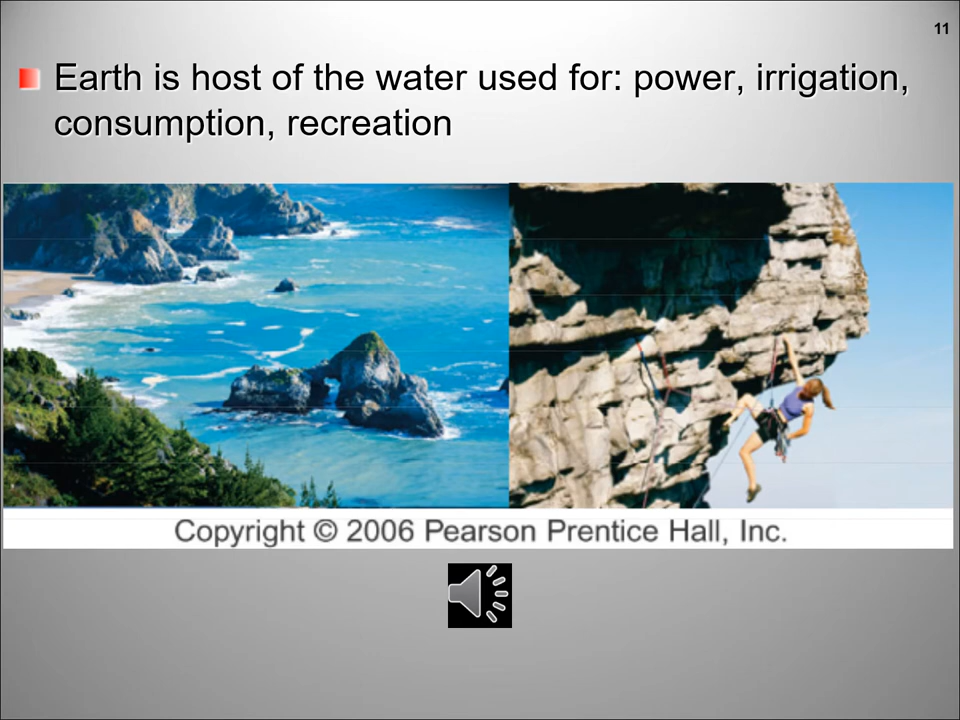 11
Earth is host of the water used for: power, irrigation,
consumption, recreation
Copyright © 2006 Pearson Prentice Hall, Inc.